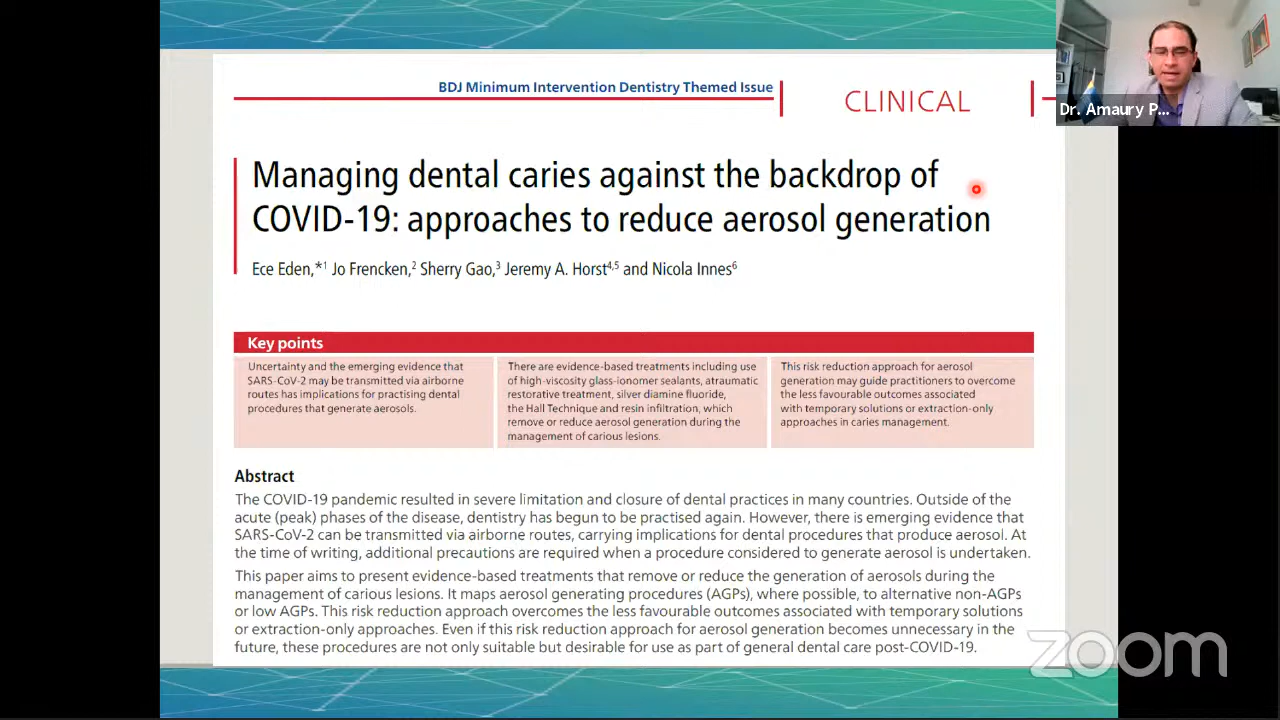 BDJ Minimum Intervention Dentistry Themed Issue
CLINICAL
Dr. Amaury P...
Managing dental caries against the backdrop of
COVID-19: approaches to reduce aerosol generation
Ece Eden,*1 Jo Frencken,2 Sherry Gao,3 Jeremy A. Horst4,5 and Nicola Innes6
Key points
Uncertainty and the emerging evidence that
SARS-CoV-2 may be transmitted via airborne
routes has implications for practising dental
procedures that generate aerosols.
There are evidence-based treatments including use
of high-viscosity glass-ionomer sealants, atraumatic
restorative treatment, silver diamine fluoride,
the Hall Technique and resin infiltration, which
remove or reduce aerosol generation during the
management of carious lesions.
This risk reduction approach for aerosol
generation may guide practitioners to overcome
the less favourable outcomes associated
with temporary solutions or extraction-only
approaches in caries management.
Abstract
The COVID-19 pandemic resulted in severe limitation and closure of dental practices in many countries. Outside of the
acute (peak) phases of the disease, dentistry has begun to be practised again. However, there is emerging evidence that
SARS-CoV-2 can be transmitted via airborne routes, carrying implications for dental procedures that produce aerosol. At
the time of writing, additional precautions are required when a procedure considered to generate aerosol is undertaken.
This paper aims to present evidence-based treatments that remove or reduce the generation of aerosols during the
management of carious lesions. It maps aerosol generating procedures (AGPs), where possible, to alternative non-AGPs
or low AGPs. This risk reduction approach overcomes the less favourable outcomes associated with temporary solutions
or extraction-only approaches. Even if this risk reduction approach for aerosol generation becomes unnecessary in the
future, these procedures are not only suitable but desirable for use as part of general dental care post-COVID-19.
zoom